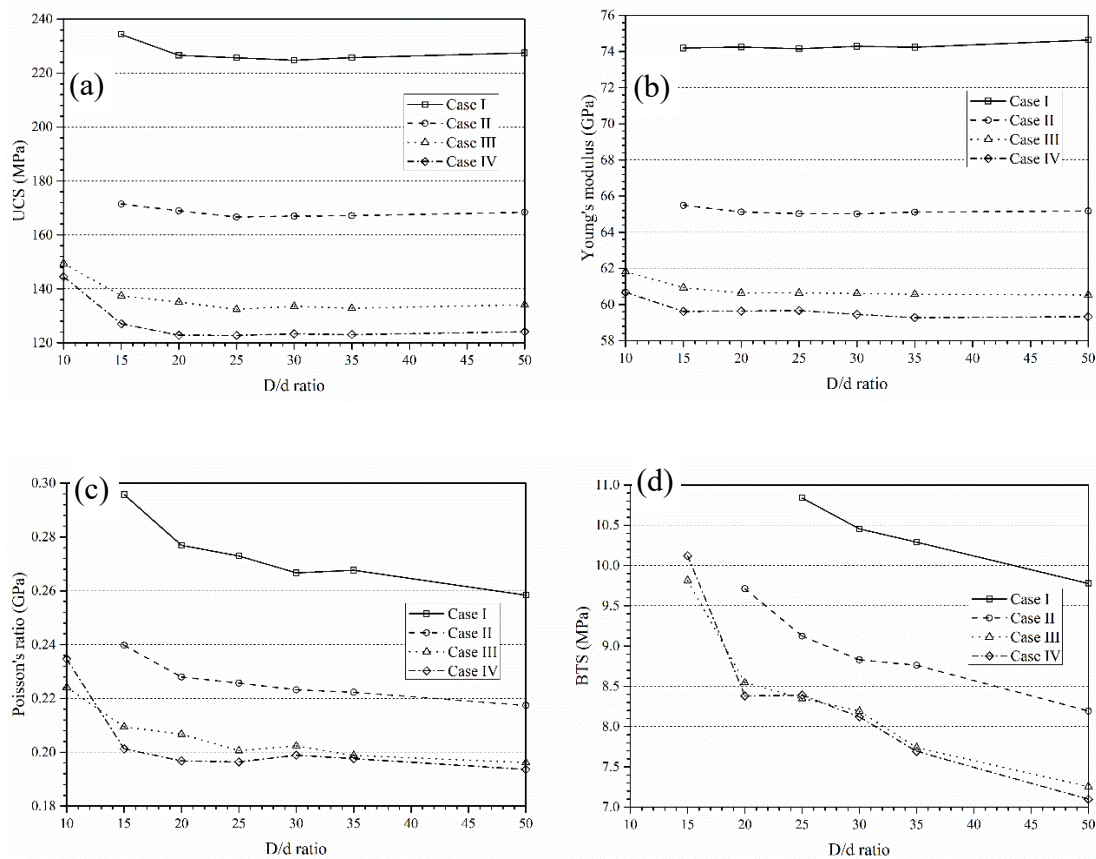 240
220
200
180
160
140
120
UCS (MPa)
(a)
Case I
Case II
Case III
Case IV
10 15 20 25 30 35 40 45 50
D/d ratio
76
74
72
70
68
66
64
62
60
58
Young's modulus (GPa)
(b)
Case I
Case II
Case III
Case IV
10 15 20 25 30 35 40 45 50
D/d ratio
0.30
0.28
0.26
0.24
0.22
0.20
0.18
Poisson's ratio (GPa)
(c)
Case I
Case II
Case III
Case IV
10 15 20 25 30 35 40 45 50
D/d ratio
11.0
10.5
10.0
9.5
9.0
8.5
8.0
7.5
7.0
BTS (MPa)
(d)
Case I
Case II
Case III
Case IV
10 15 20 25 30 35 40 45 50
D/d ratio